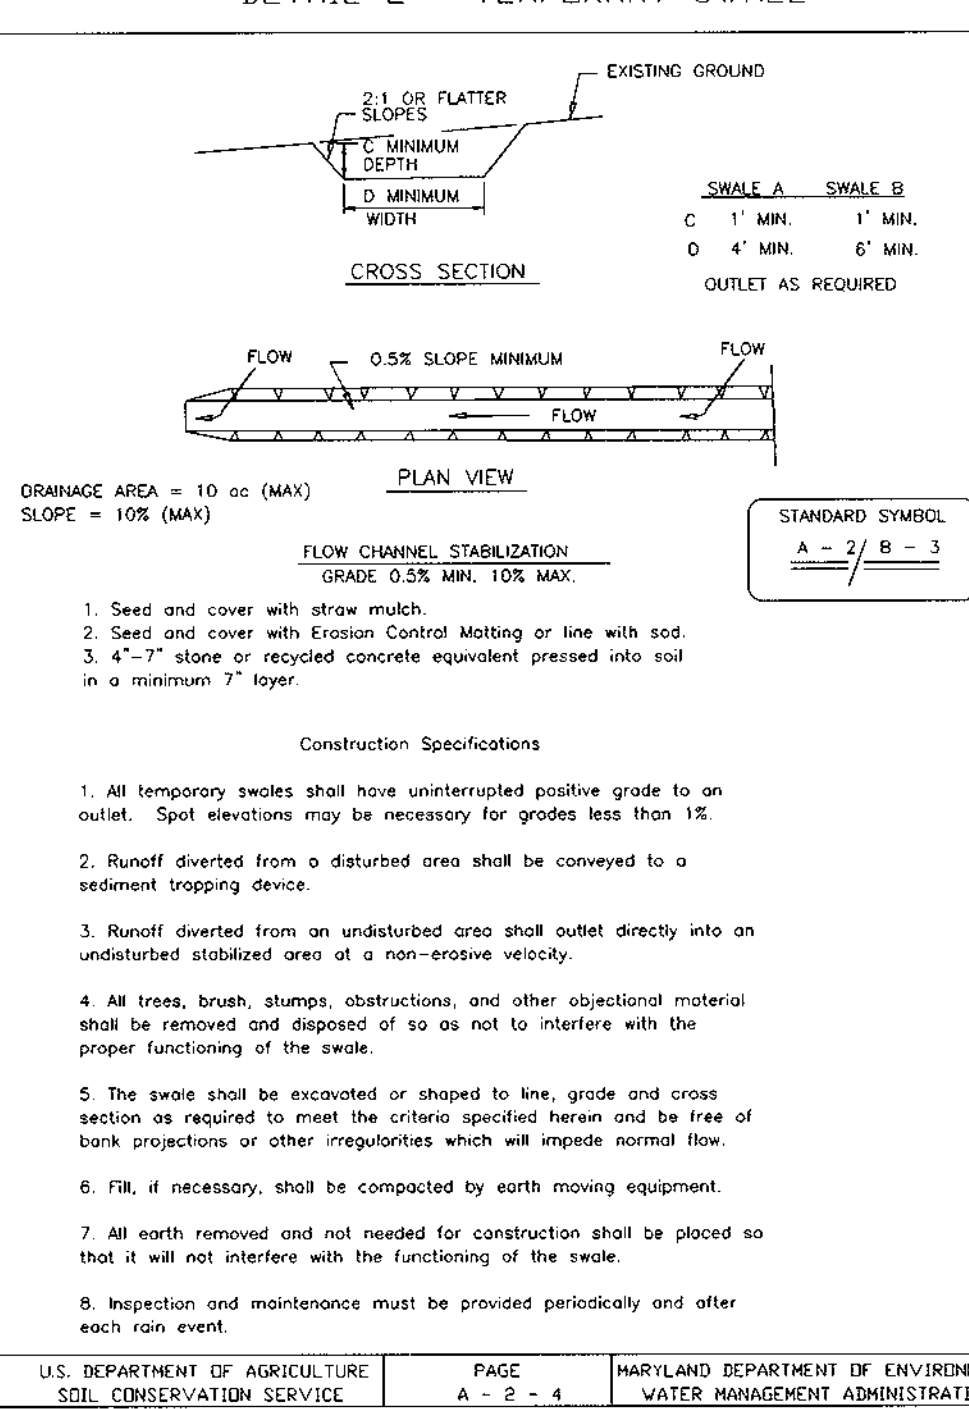 EXISTING GROUND
2:1 OR FLATTER
SLOPES
C MINIMUM
DEPTH
D MINIMUM
WIDTH
CROSS SECTION
SWALE A SWALE B
C 1' MIN. 1' MIN.
D 4' MIN. 6' MIN.
OUTLET AS REQUIRED
FLOW
0.5% SLOPE MINIMUM
FLOW
FLOW
PLAN VIEW
DRAINAGE AREA = 10 ac (MAX)
SLOPE = 10% (MAX)
STANDARD SYMBOL
A - 2/ B - 3
FLOW CHANNEL STABILIZATION
GRADE 0.5% MIN. 10% MAX.
1. Seed and cover with straw mulch.
2. Seed and cover with Erosion Control Matting or line with sod.
3. 4"-7" stone or recycled concrete equivalent pressed into soil
in a minimum 7" layer.
Construction Specifications
1. All temporary swales shall have uninterrupted positive grade to an
outlet. Spot elevations may be necessary for grades less than 1%.
2. Runoff diverted from a disturbed area shall be conveyed to a
sediment trapping device.
3. Runoff diverted from an undisturbed area shall outlet directly into an
undisturbed stabilized area at a non-erosive velocity.
4. All trees, brush, stumps, obstructions, and other objectional material
shall be removed and disposed of so as not to interfere with the
proper functioning of the swale.
5. The swale shall be excavated or shaped to line, grade and cross
section as required to meet the criteria specified herein and be free of
bank projections or other irregularities which will impede normal flow.
6. Fill, if necessary, shall be compacted by earth moving equipment.
7. All earth removed and not needed for construction shall be placed so
that it will not interfere with the functioning of the swale.
8. Inspection and maintenance must be provided periodically and after
each rain event.
U.S. DEPARTMENT OF AGRICULTURE
SOIL CONSERVATION SERVICE
PAGE
A - 2 - 4
MARYLAND DEPARTMENT OF
WATER MANAGEMENT